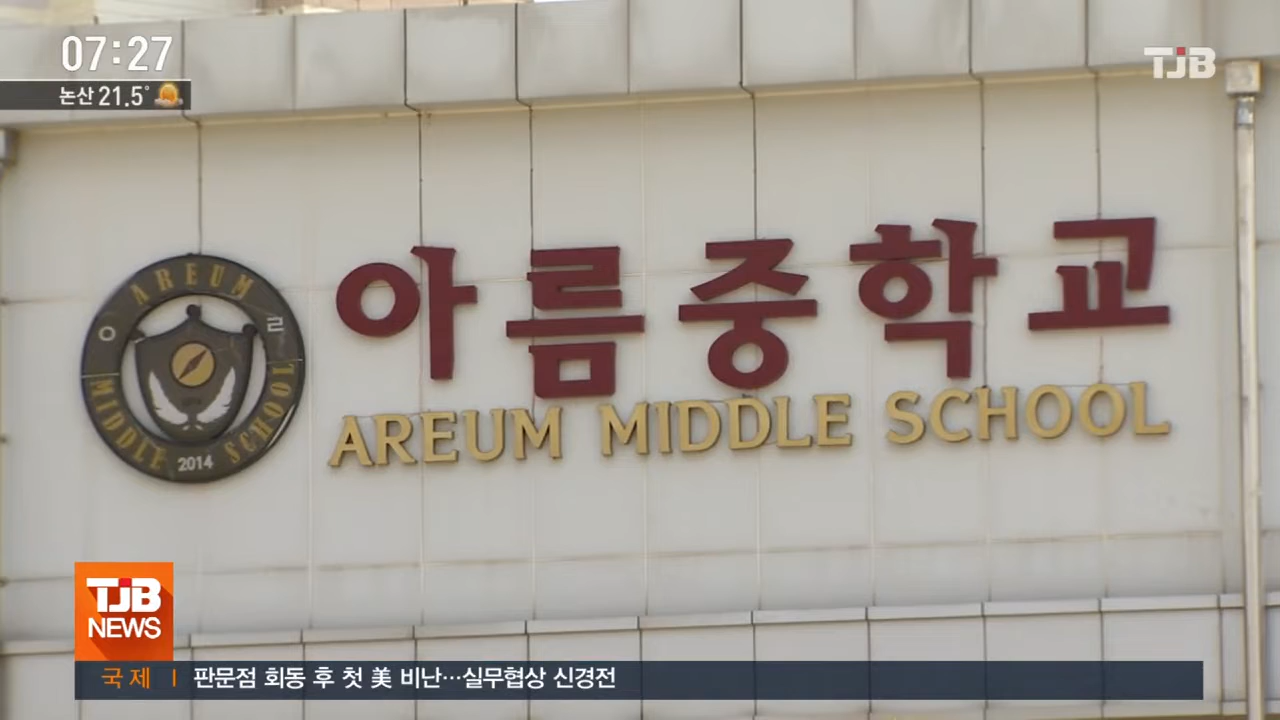 07:27
논산 21.5°
TJB
AREUM
아 름
MIDDLE SCHOOL
2014
아름중학교
AREUM MIDDLE SCHOOL
TJB
NEWS
국 제 | 판문점 회동 후 첫 美 비난…실무협상 신경전